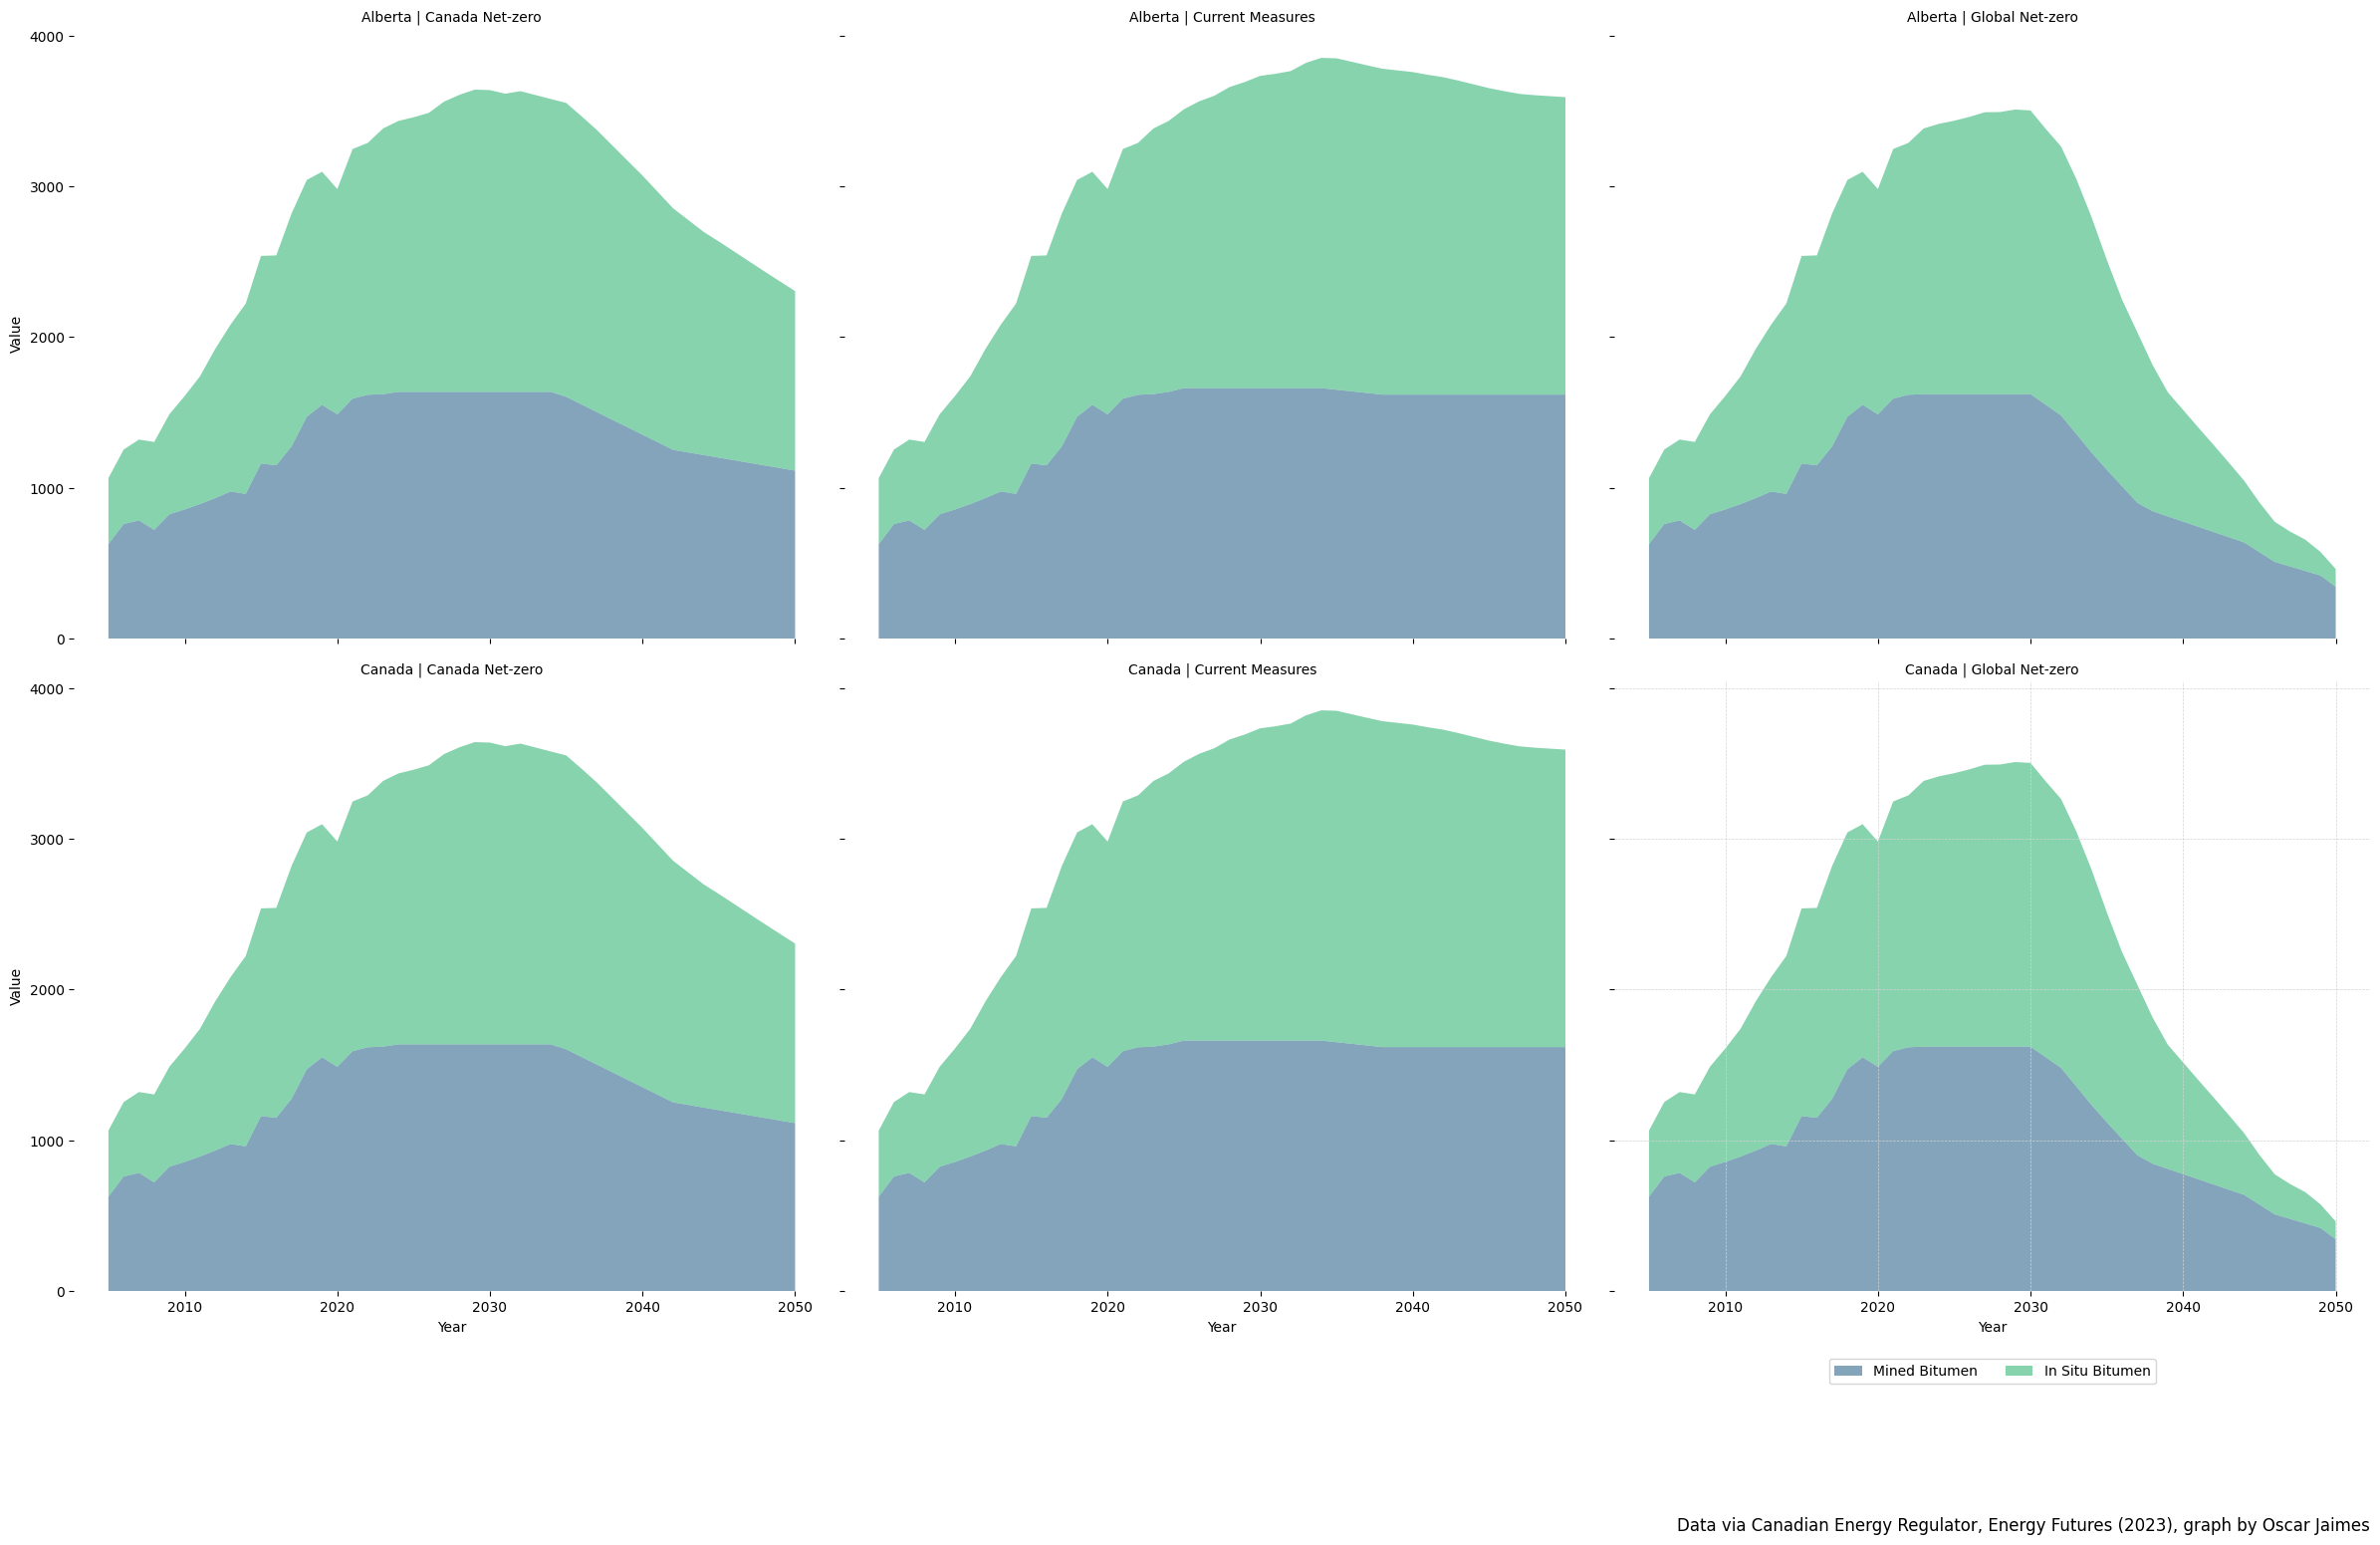 Alberta | Canada Net-zero
Alberta | Current Measures
Alberta | Global Net-zero
4000
3000
2000
1000
0
Value
Canada | Canada Net-zero
Canada | Current Measures
Canada | Global Net-zero
4000
3000
2000
1000
0
Value
2010 2020 2030 2040 2050
2010 2020 2030 2040 2050
2010 2020 2030 2040 2050
Year
Year
Year
Mined Bitumen
In Situ Bitumen
Data via Canadian Energy Regulator, Energy Futures (2023), graph by Oscar Jaimes